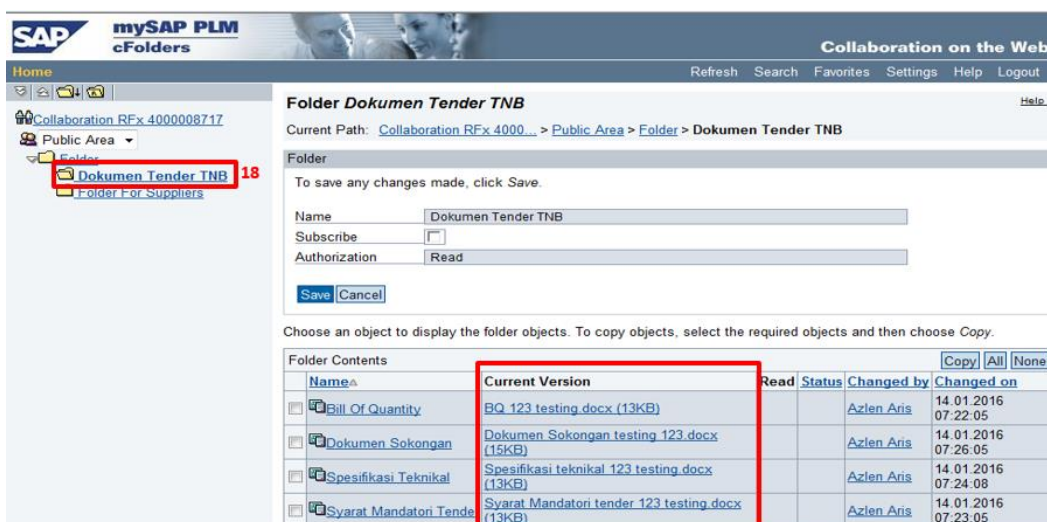 SAP
mySAP PLM
cFolders
Collaboration on the Web
Home
Refresh Search Favorites Settings Help Logout
Collaboration RFx 4000008717
Public Area
Folder
Dokumen Tender TNB
18
Folder For Suppliers
Folder Dokumen Tender TNB
Help
Current Path: Collaboration RFx 4000... > Public Area > Folder > Dokumen Tender TNB
Folder
To save any changes made, click Save.
Name Dokumen Tender TNB
Subscribe
Authorization Read
Save Cancel
Choose an object to display the folder objects. To copy objects, select the required objects and then choose Copy.
Folder Contents Copy All None
Name Current Version Read Status Changed by Changed on
Bill Of Quantity BQ 123 testing.docx (13KB) Azlen Aris 14.01.2016
07:22:05
Dokumen Sokongan Dokumen Sokongan testing 123.docx Azlen Aris 14.01.2016
(15KB) 07:26:05
Spesifikasi Teknikal Spesifikasi teknikal 123 testing.docx Azlen Aris 14.01.2016
(13KB) 07:24:08
Syarat Mandatori Tende Syarat Mandatori tender 123 testing.docx Azlen Aris 14.01.2016
(13KB) 07:23:05